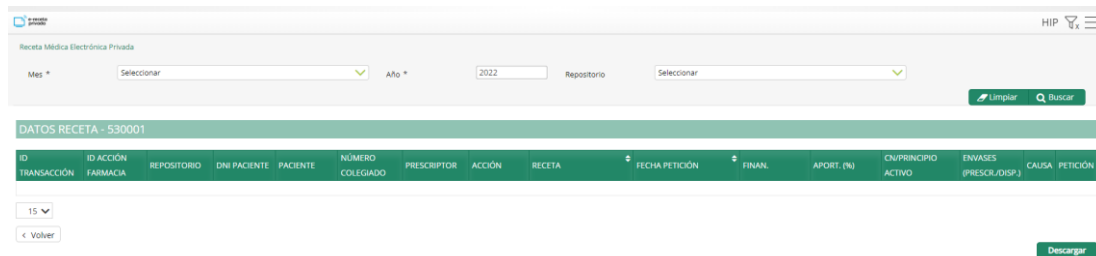 e-receta
privada
HIP
Receta Médica Electrónica Privada
Mes * Seleccionar Año * 2022 Repositorio Seleccionar
Limpiar Buscar
DATOS RECETA - 530001
ID TRANSACCIÓN ID ACCIÓN FARMACIA REPOSITORIO DNI PACIENTE PACIENTE NÚMERO COLEGIADO PRESCRIPTOR ACCIÓN RECETA FECHA PETICIÓN FINAN. APORT. (%) CN/PRINCIPIO ACTIVO ENVASES (PRESCR./DISP.) CAUSA PETICIÓN
15
< Volver
Descargar